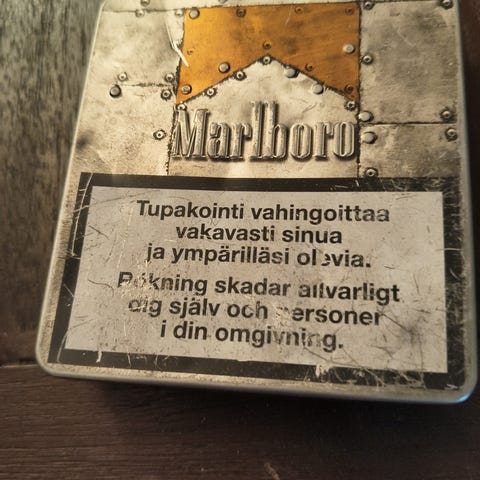 Marlboro
Tupakointi vahingoittaa
vakavasti sinua
ja ympärilläsi olevia.
Rökning skadar allvarligt
dig själv och personer
i din omgivning.